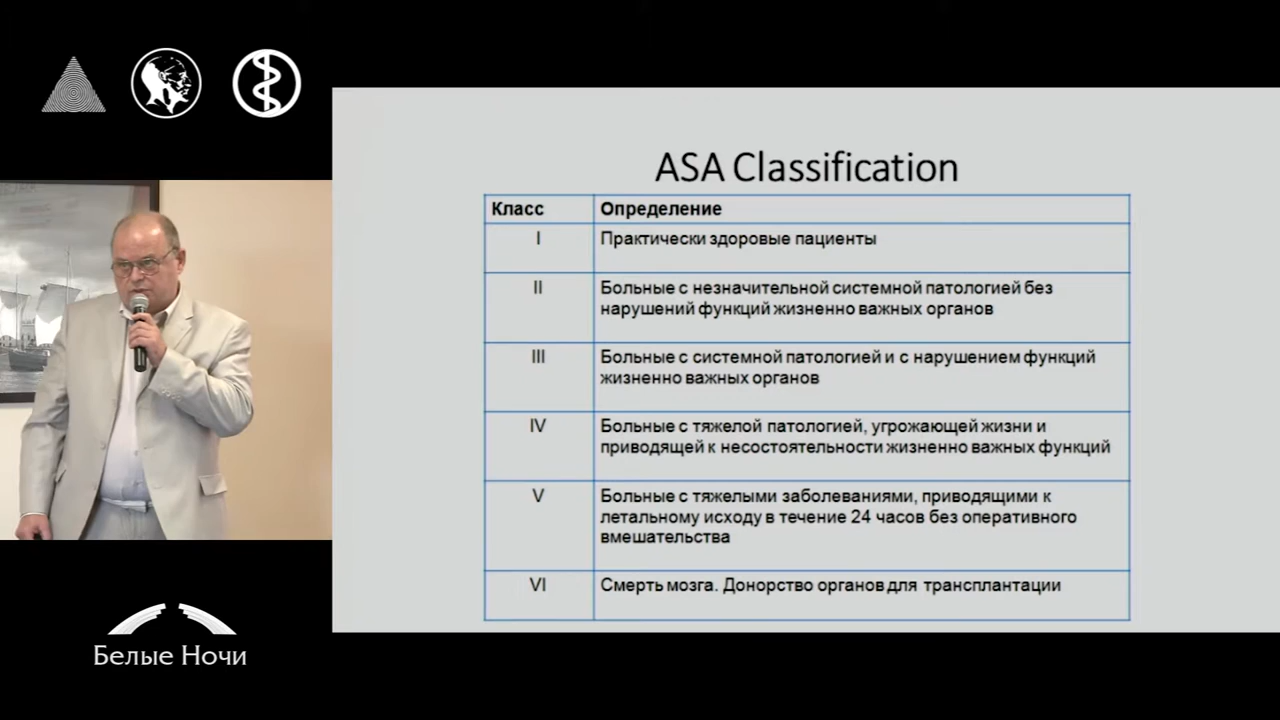 ASA Classification
Класс Определение
I Практически здоровые пациенты
II Больные с незначительной системной патологией без
нарушений функций жизненно важных органов
III Больные с системной патологией и с нарушением функций
жизненно важных органов
IV Больные с тяжелой патологией, угрожающей жизни и
приводящей к несостоятельности жизненно важных функций
V Больные с тяжелыми заболеваниями, приводящими к
летальному исходу в течение 24 часов без оперативного
вмешательства
VI Смерть мозга. Донорство органов для трансплантации
Белые Ночи